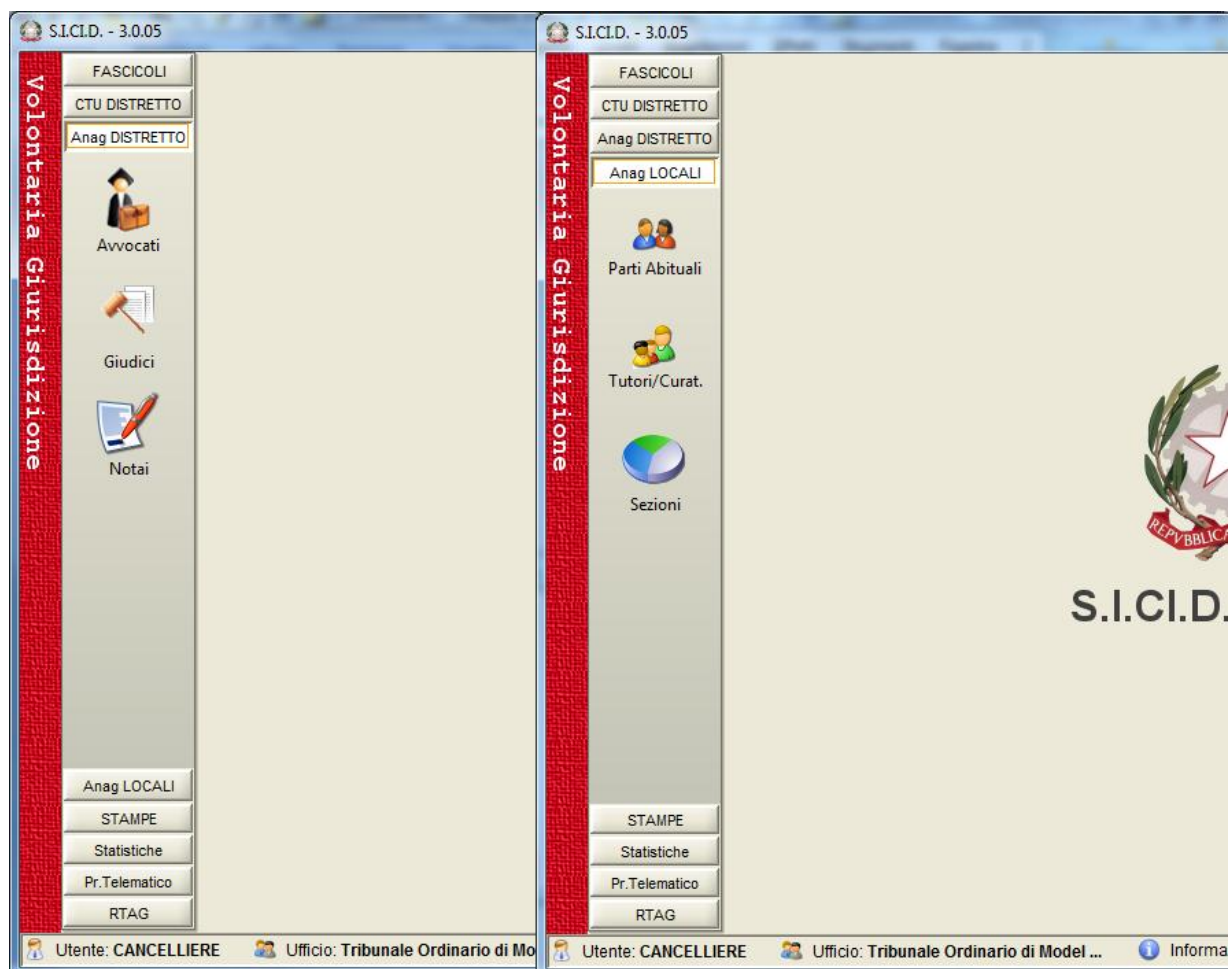 S.I.CI.D. - 3.0.05
Volontaria Giurisdizione
FASCICOLI
CTU DISTRETTO
Anag DISTRETTO
Avvocati
Giudici
Notai
Anag LOCALI
STAMPE
Statistiche
Pr.Telematico
RTAG
Utente: CANCELLIERE
Ufficio: Tribunale Ordinario di Mo
S.I.CI.D. - 3.0.05
Volontaria Giurisdizione
FASCICOLI
CTU DISTRETTO
Anag DISTRETTO
Anag LOCALI
Parti Abituali
Tutori/Curat.
Sezioni
REPVBBLICA
S.I.CI.D.
STAMPE
Statistiche
Pr.Telematico
RTAG
Utente: CANCELLIERE
Ufficio: Tribunale Ordinario di Model ...
Informa